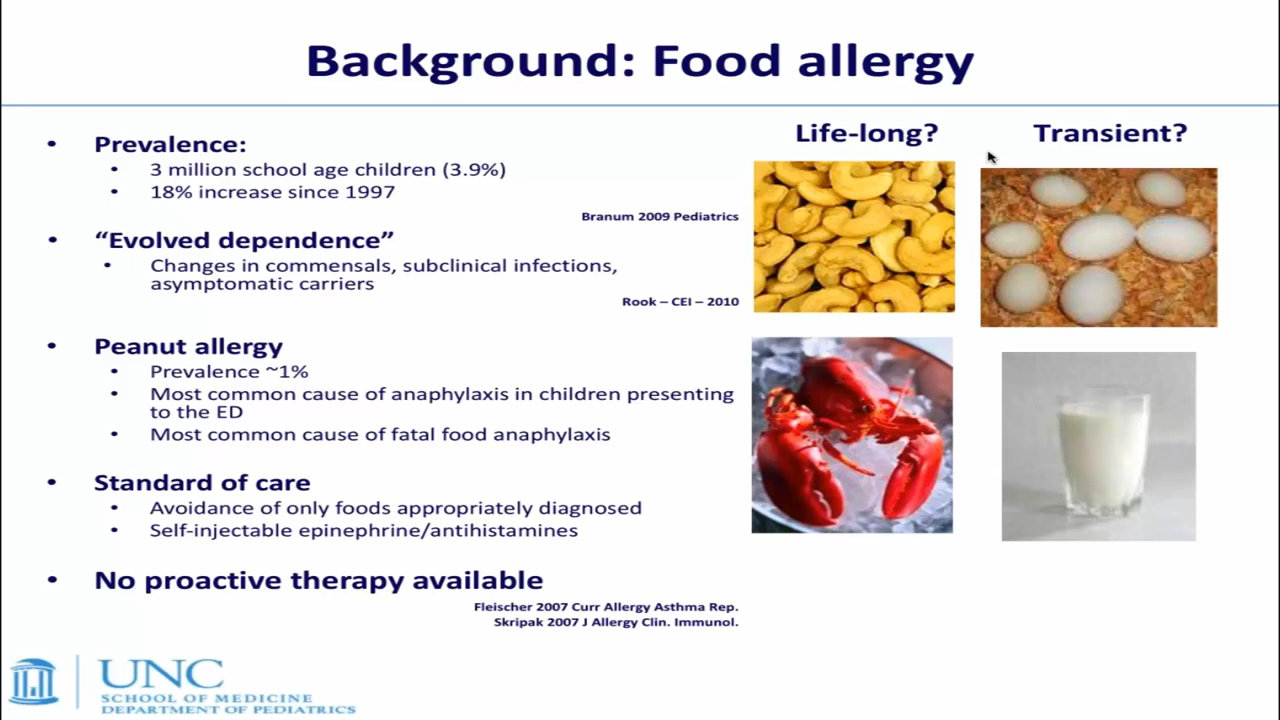 Background: Food allergy
• Prevalence:
• 3 million school age children (3.9%)
• 18% increase since 1997
Branum 2009 Pediatrics
• “Evolved dependence”
• Changes in commensals, subclinical infections,
asymptomatic carriers
Rook – CEI – 2010
• Peanut allergy
• Prevalence ~1%
• Most common cause of anaphylaxis in children presenting
to the ED
• Most common cause of fatal food anaphylaxis
• Standard of care
• Avoidance of only foods appropriately diagnosed
• Self-injectable epinephrine/antihistamines
• No proactive therapy available
Fleischer 2007 Curr Allergy Asthma Rep.
Skripak 2007 J Allergy Clin. Immunol.
Life-long?
Transient?
UNC
SCHOOL OF MEDICINE
DEPARTMENT OF PEDIATRICS